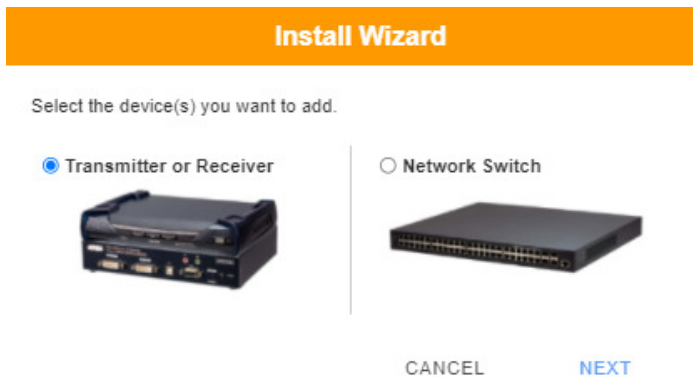 Install Wizard
Select the device(s) you want to add.
Transmitter or Receiver
Network Switch
CANCEL
NEXT